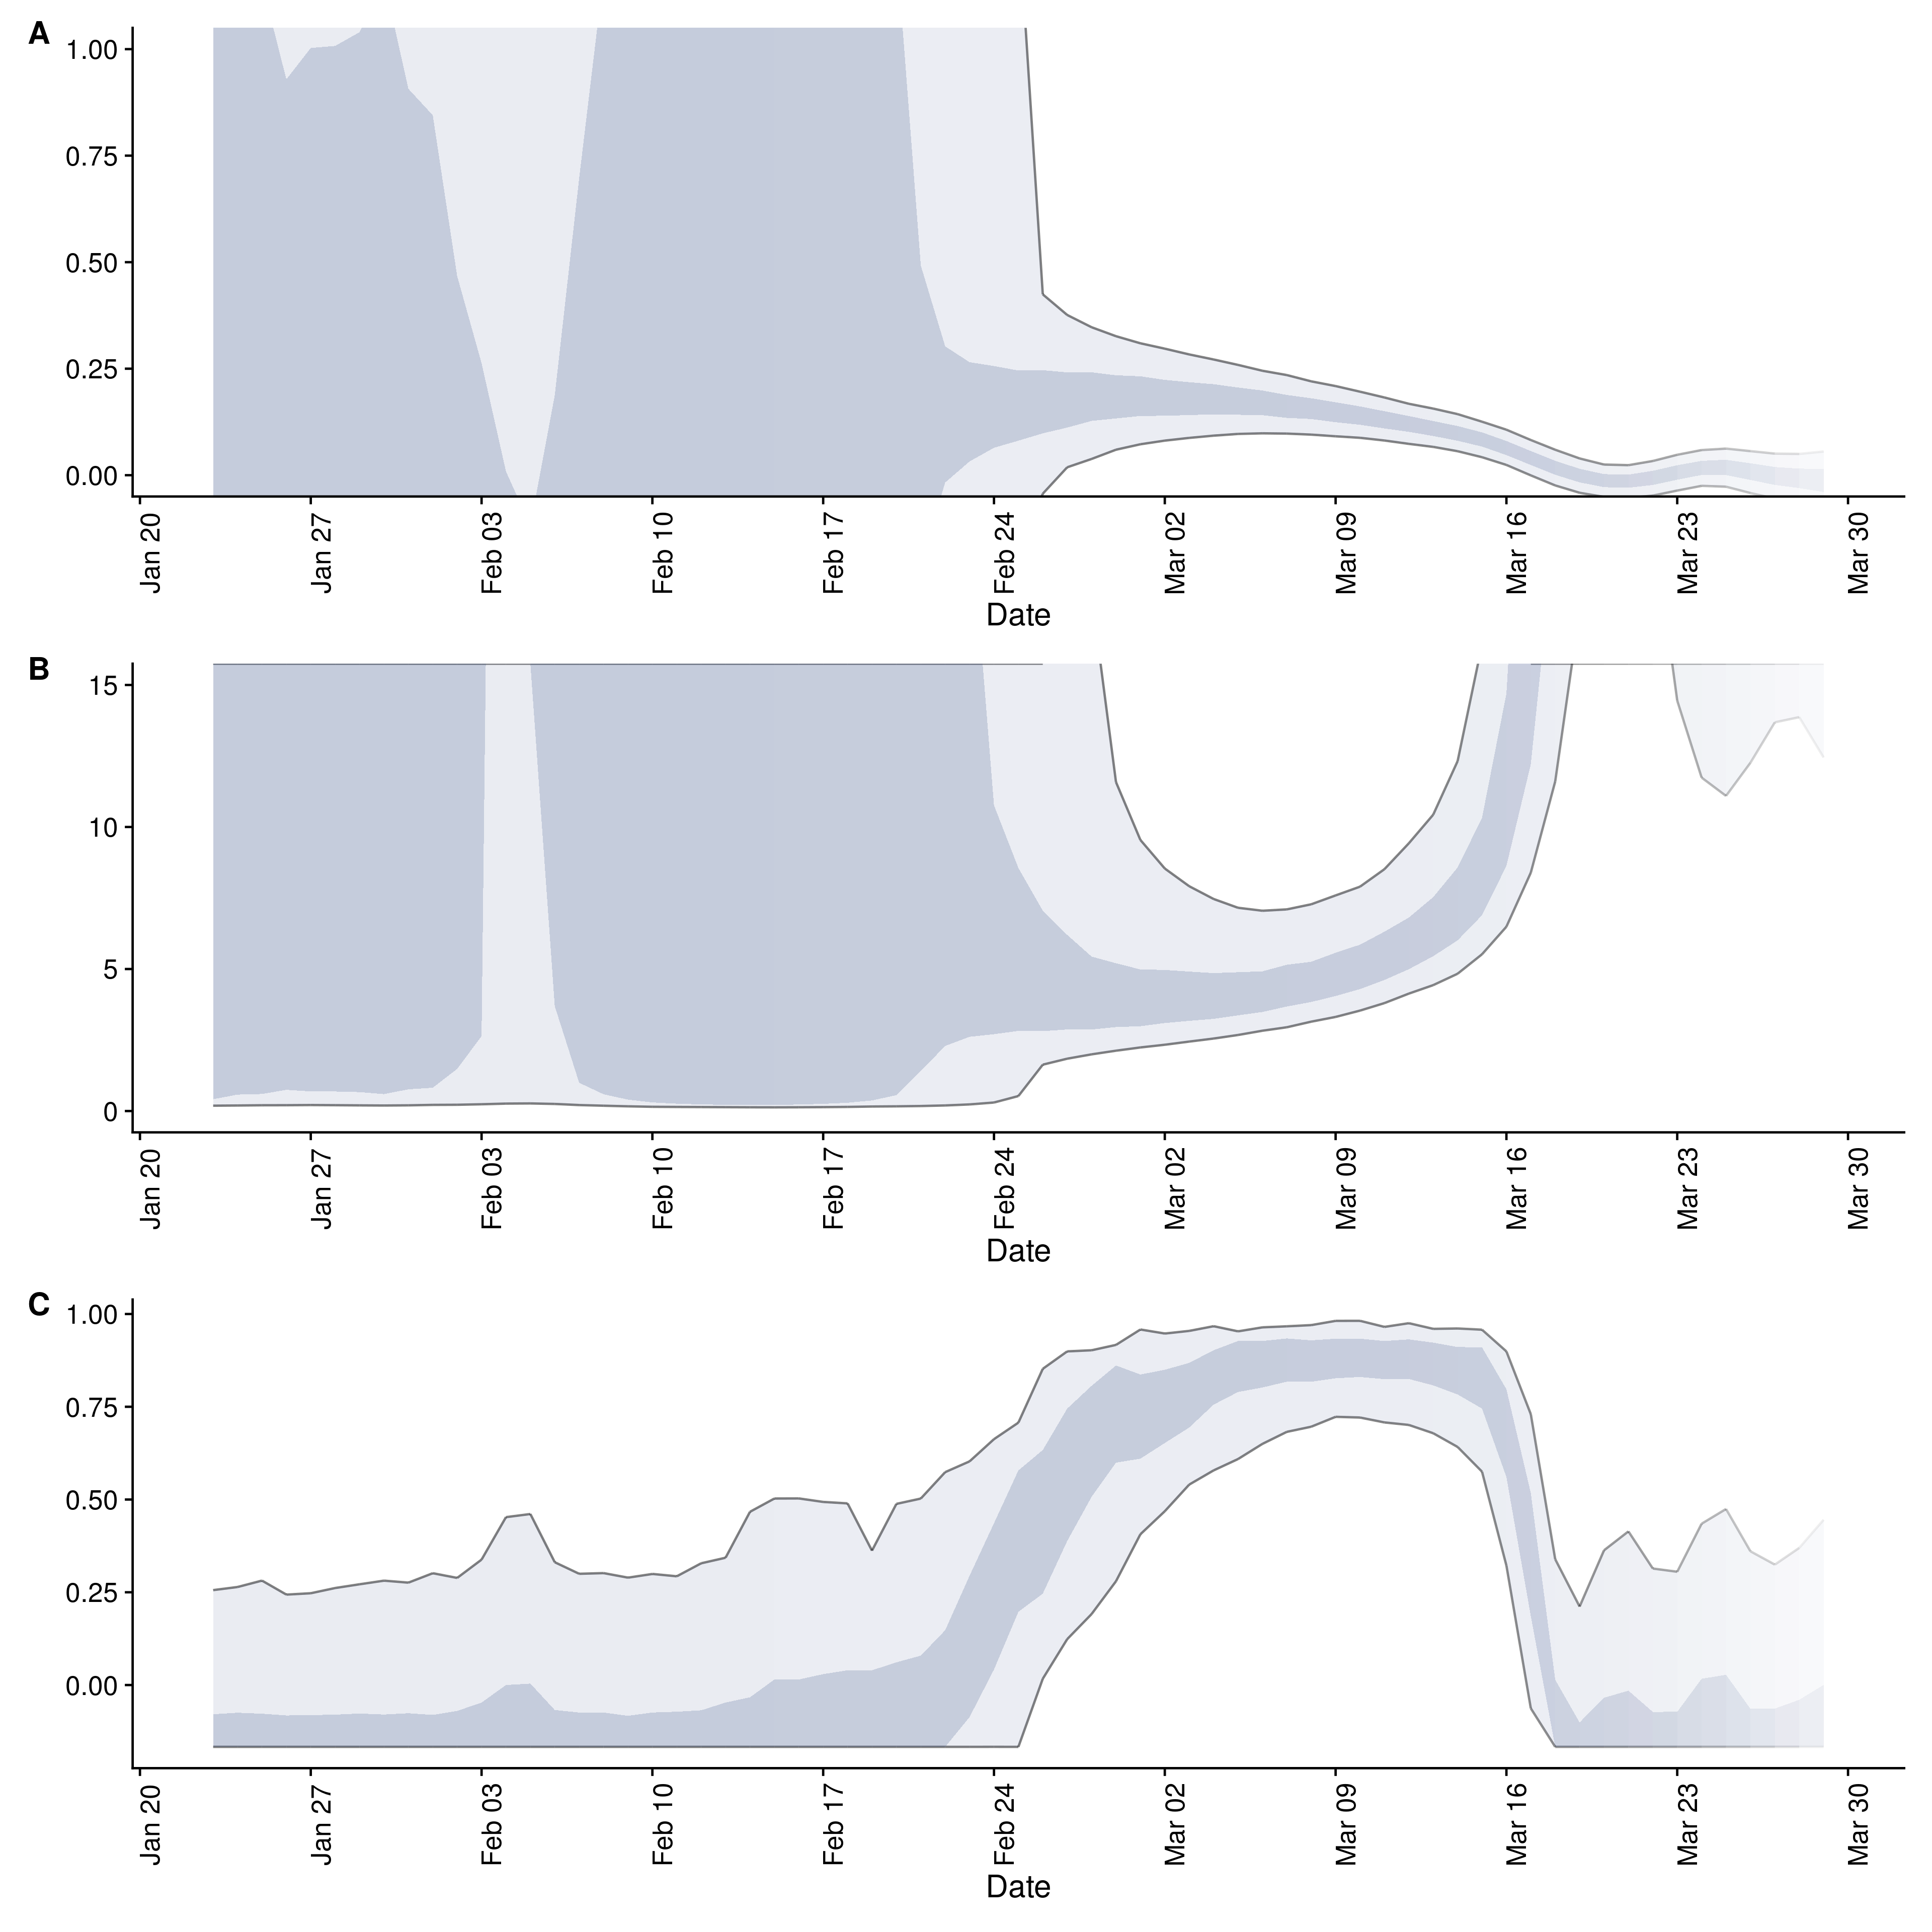 A
1.00
0.75
0.50
0.25
0.00
Jan 20
Jan 27
Feb 03
Feb 10
Feb 17
Feb 24
Mar 02
Mar 09
Mar 16
Mar 23
Mar 30
Date
B
15
10
5
0
Jan 20
Jan 27
Feb 03
Feb 10
Feb 17
Feb 24
Mar 02
Mar 09
Mar 16
Mar 23
Mar 30
Date
C
1.00
0.75
0.50
0.25
0.00
Jan 20
Jan 27
Feb 03
Feb 10
Feb 17
Feb 24
Mar 02
Mar 09
Mar 16
Mar 23
Mar 30
Date